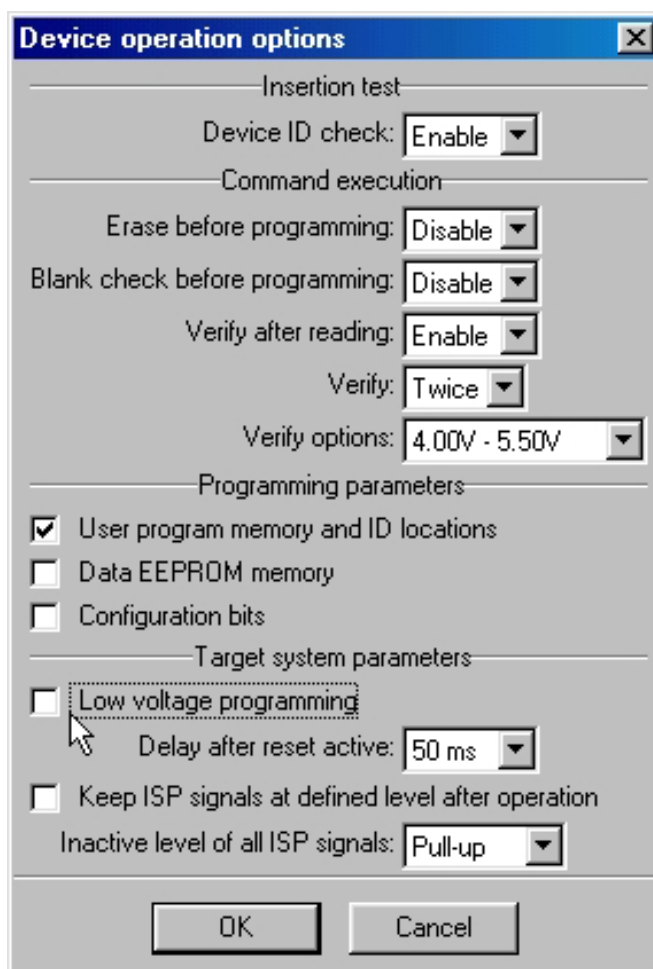 Device operation options
Insertion test
Device ID check: Enable
Command execution
Erase before programming: Disable
Blank check before programming: Disable
Verify after reading: Enable
Verify: Twice
Verify options: 4.00V - 5.50V
Programming parameters
User program memory and ID locations
Data EEPROM memory
Configuration bits
Target system parameters
Low voltage programming
Delay after reset active: 50 ms
Keep ISP signals at defined level after operation
Inactive level of all ISP signals: Pull-up
OK Cancel